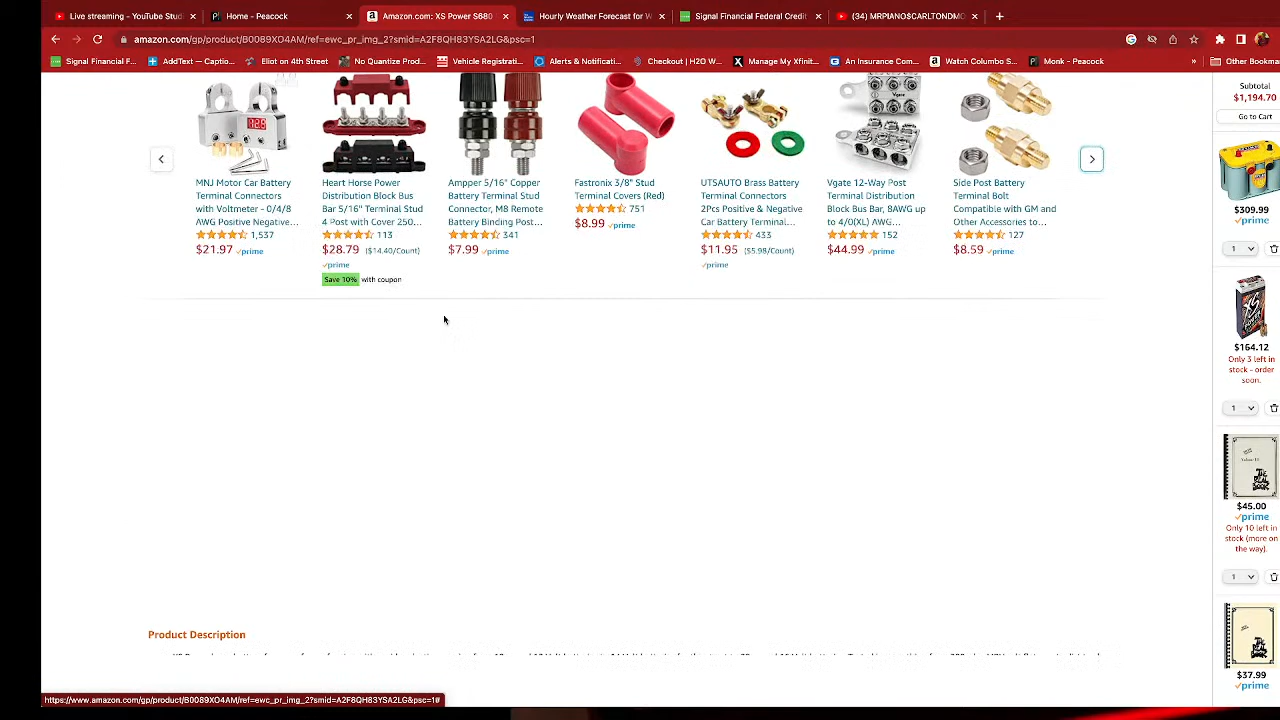 Live streaming - YouTube Studi
Home - Peacock
Amazon.com: XS Power S680
Hourly Weather Forecast for W
Signal Financial Federal Credit
(34) MRPIANO$CARLTONDMO
amazon.com/gp/product/B0089XO4AM/ref=ewc_pr_img_2?smid=A2F8QH83YSA2LG&psc=1
Signal Financial F...
AddText — Captio...
Eliot on 4th Street
No Quantize Prod...
Vehicle Registrati...
Alerts & Notificati...
Checkout | H2O W...
Manage My Xfinit...
An Insurance Com...
Watch Columbo S...
Monk - Peacock
»
Other Bookmar
MNJ Motor Car Battery
Terminal Connectors
with Voltmeter - 0/4/8
AWG Positive Negative...
1,537
$21.97 prime
Heart Horse Power
Distribution Block Bus
Bar 5/16" Terminal Stud
4 Post with Cover 250...
113
$28.79 ($14.40/Count)
prime
Save 10% with coupon
Ampper 5/16" Copper
Battery Terminal Stud
Connector, M8 Remote
Battery Binding Post...
341
$7.99 prime
Fastronix 3/8" Stud
Terminal Covers (Red)
751
$8.99 prime
UTSAUTO Brass Battery
Terminal Connectors
2Pcs Positive & Negative
Car Battery Terminal...
433
$11.95 ($5.98/Count)
prime
Vgate 12-Way Post
Terminal Distribution
Block Bus Bar, 8AWG up
to 4/0(XL) AWG...
152
$44.99 prime
Side Post Battery
Terminal Bolt
Compatible with GM and
Other Accessories to...
127
$8.59 prime
Subtotal
$1,194.70
Go to Cart
$309.99
prime
1
$164.12
Only 3 left in
stock - order
soon.
1
$45.00
prime
Only 10 left in
stock (more on
the way).
1
$37.99
prime
Product Description
https://www.amazon.com/gp/product/B0089XO4AM/ref=ewc_pr_img_2?smid=A2F8QH83YSA2LG&psc=1#